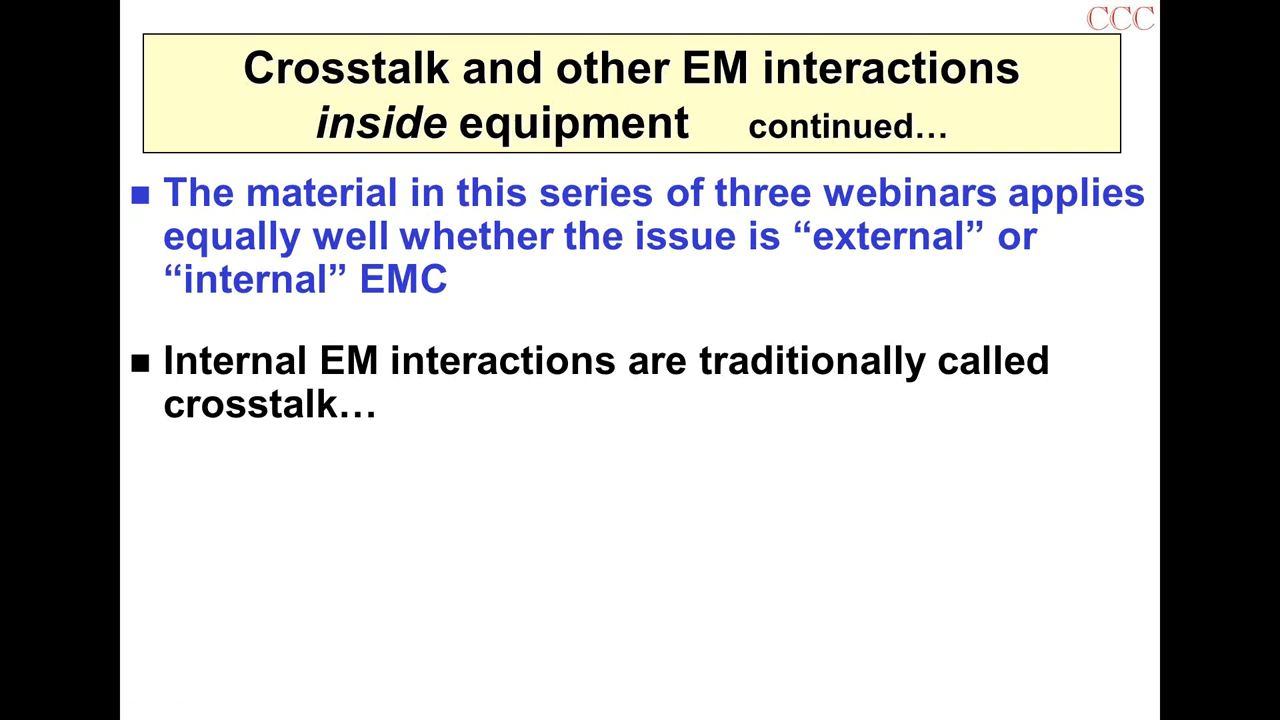 CCC
Crosstalk and other EM interactions
inside equipment continued…
■ The material in this series of three webinars applies
equally well whether the issue is “external” or
“internal” EMC
■ Internal EM interactions are traditionally called
crosstalk…